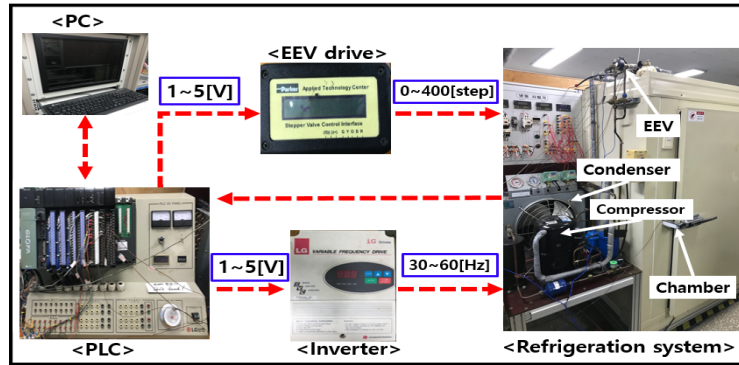 <PC>
<EEV drive>
1~5[V]
Parker Applied Technology Center
Stepper Valve Control Interface
0~400[step]
EEV
Condenser
Compressor
Chamber
1~5[V]
LG
VARIABLE FREQUENCY DRIVE
30~60[Hz]
<PLC>
<Inverter>
<Refrigeration system>